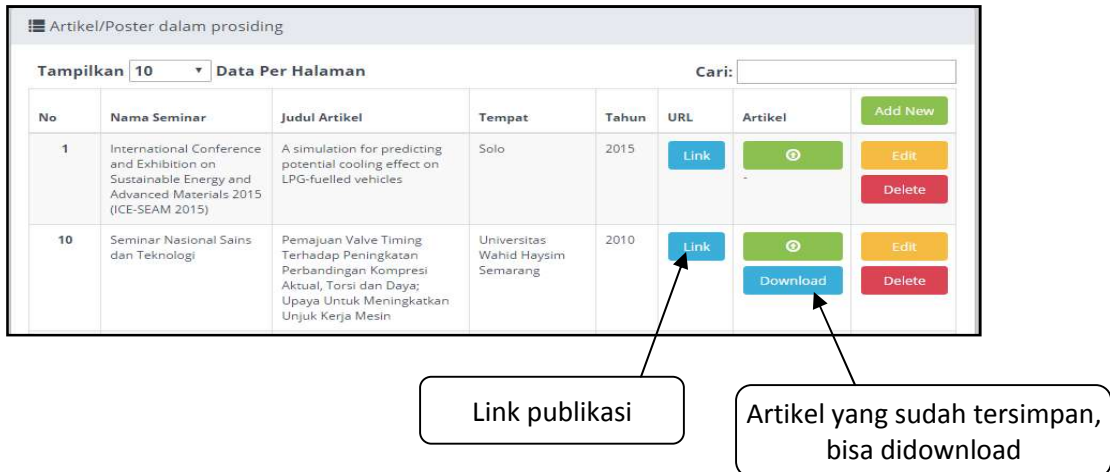 Artikel/Poster dalam prosiding
Tampilkan 10 Data Per Halaman Cari:
No Nama Seminar Judul Artikel Tempat Tahun URL Artikel Add New
1 International Conference A simulation for predicting Solo 2015 Link Edit
and Exhibition on potential cooling effect on
Sustainable Energy and LPG-fuelled vehicles - Delete
Advanced Materials 2015
(ICE-SEAM 2015)
10 Seminar Nasional Sains Pemajuan Valve Timing Universitas 2010 Link Edit
dan Teknologi Terhadap Peningkatan Wahid Haysim
Perbandingan Kompresi Semarang Download Delete
Aktual, Torsi dan Daya;
Upaya Untuk Meningkatkan
Unjuk Kerja Mesin
Link publikasi
Artikel yang sudah tersimpan,
bisa didownload